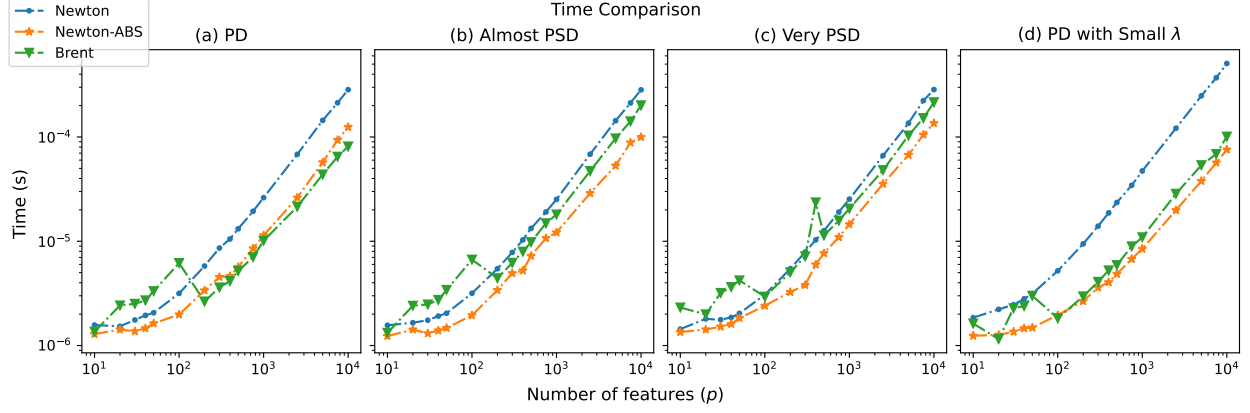 Time Comparison
Newton
Newton-ABS
Brent
(a) PD
(b) Almost PSD
(c) Very PSD
(d) PD with Small λ
Time (s)
10⁻⁴
10⁻⁵
10⁻⁶
10¹ 10² 10³ 10⁴
10¹ 10² 10³ 10⁴
10¹ 10² 10³ 10⁴
10¹ 10² 10³ 10⁴
Number of features (p)